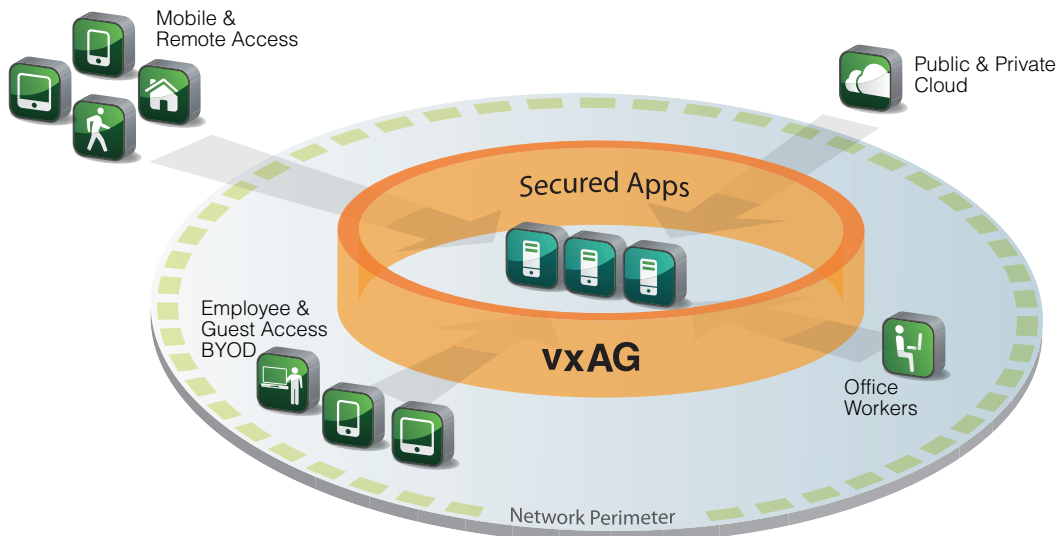 Mobile &
Remote Access
Public & Private
Cloud
Secured Apps
Employee &
Guest Access
BYOD
vxAG
Office
Workers
Network Perimeter